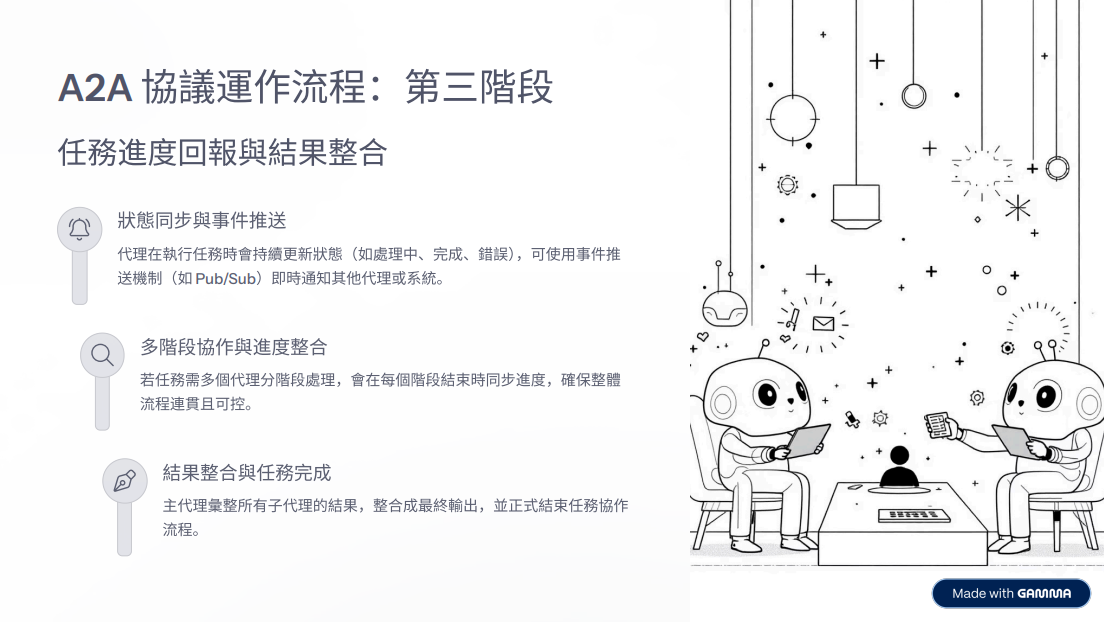 A2A 協議運作流程：第三階段
任務進度回報與結果整合
狀態同步與事件推送
代理在執行任務時會持續更新狀態（如處理中、完成、錯誤），可使用事件推
送機制（如 Pub/Sub）即時通知其他代理或系統。
多階段協作與進度整合
若任務需多個代理分階段處理，會在每個階段結束時同步進度，確保整體
流程連貫且可控。
結果整合與任務完成
主代理彙整所有子代理的結果，整合成最終輸出，並正式結束任務協作
流程。
Made with GAMMA